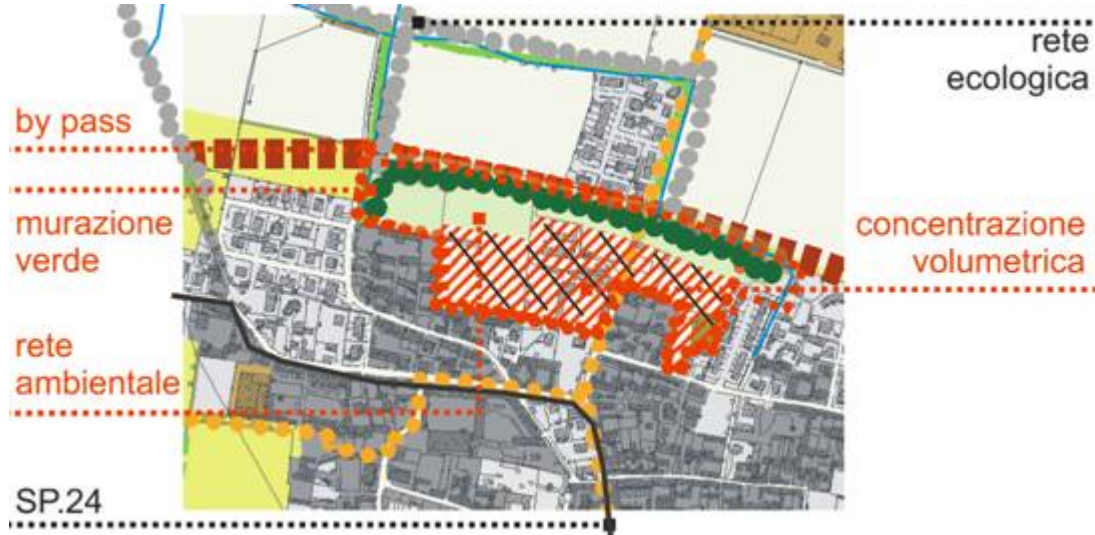 rete
ecologica
by pass
murazione
verde
concentrazione
volumetrica
rete
ambientale
SP.24